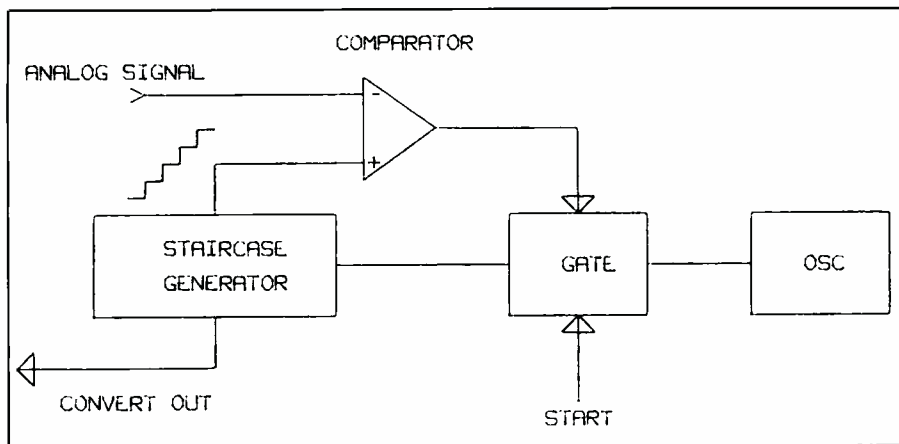 COMPARATOR
ANALOG SIGNAL
-
+
STAIRCASE
GENERATOR
GATE
OSC
CONVERT OUT
START